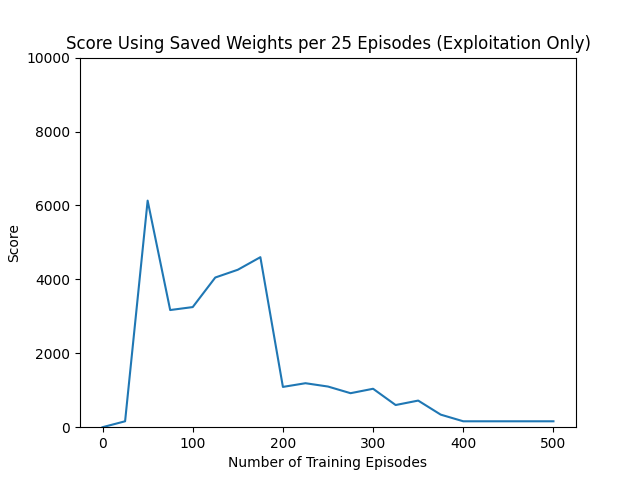 Score Using Saved Weights per 25 Episodes (Exploitation Only)
10000
8000
6000
4000
2000
0
Score
0 100 200 300 400 500
Number of Training Episodes